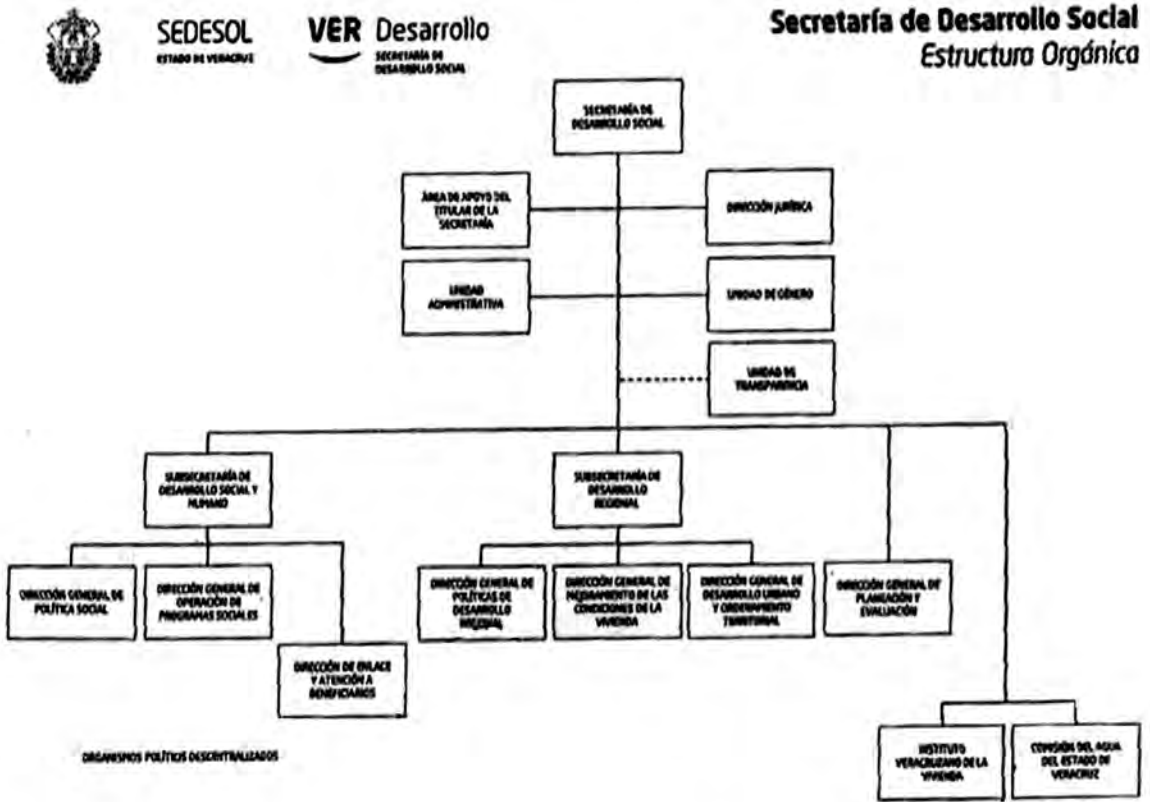 SEDESOL
ESTADO DE VERACRUZ
VER Desarrollo
SECRETARÍA DE
DESARROLLO SOCIAL
Secretaría de Desarrollo Social
Estructura Orgánica
SECRETARÍA DE
DESARROLLO SOCIAL
ÁREA DE APOYO DEL
TITULAR DE LA
SECRETARÍA
DIRECCIÓN JURÍDICA
UNIDAD
ADMINISTRATIVA
UNIDAD DE GÉNERO
UNIDAD DE
TRANSPARENCIA
SUBSECRETARÍA DE
DESARROLLO SOCIAL Y
HUMANO
SUBSECRETARÍA DE
DESARROLLO
REGIONAL
DIRECCIÓN GENERAL DE
POLÍTICA SOCIAL
DIRECCIÓN GENERAL DE
OPERACIÓN DE
PROGRAMAS SOCIALES
DIRECCIÓN GENERAL DE
POLÍTICAS DE
DESARROLLO
REGIONAL
DIRECCIÓN GENERAL DE
MEJORAMIENTO DE LAS
CONDICIONES DE LA
VIVIENDA
DIRECCIÓN GENERAL DE
DESARROLLO URBANO
Y ORDENAMIENTO
TERRITORIAL
DIRECCIÓN GENERAL DE
PLANEACIÓN Y
EVALUACIÓN
DIRECCIÓN DE ENLACE
Y ATENCIÓN A
BENEFICIARIOS
ORGANISMOS POLÍTICOS DESCENTRALIZADOS
INSTITUTO
VERACRUZANO DE LA
VIVIENDA
COMISIÓN DEL AGUA
DEL ESTADO DE
VERACRUZ